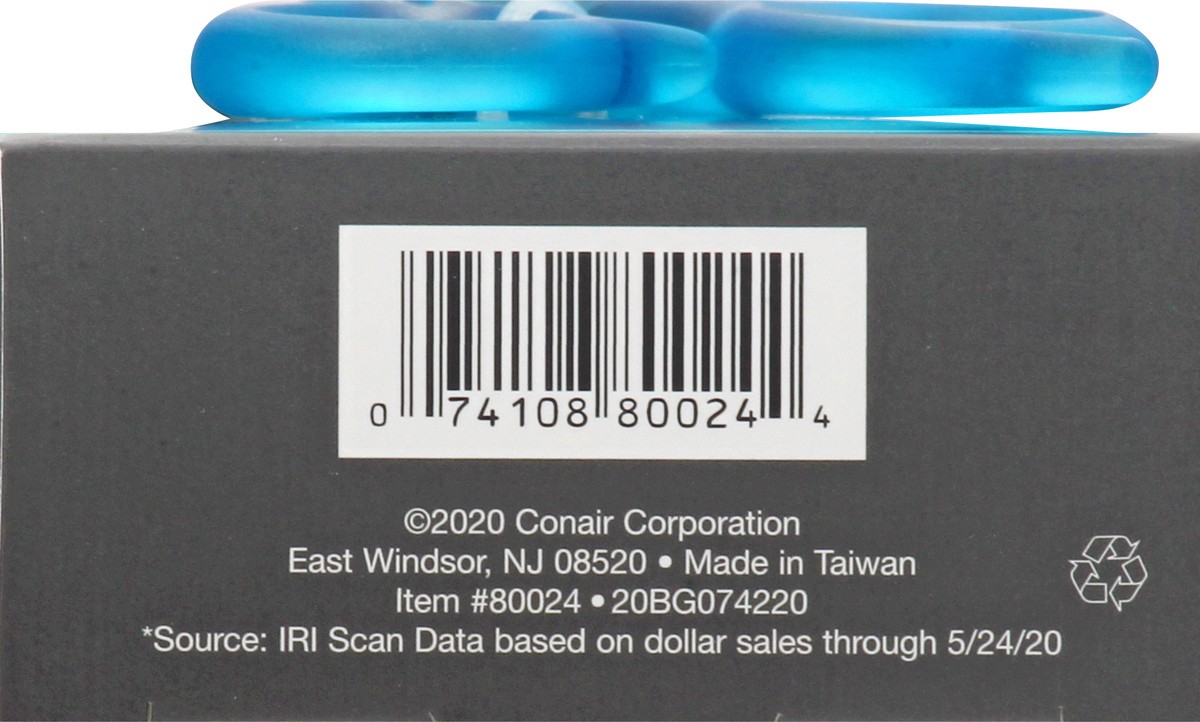 0 74108 80024 4
©2020 Conair Corporation
East Windsor, NJ 08520 • Made in Taiwan
Item #80024 • 20BG074220
*Source: IRI Scan Data based on dollar sales through 5/24/20